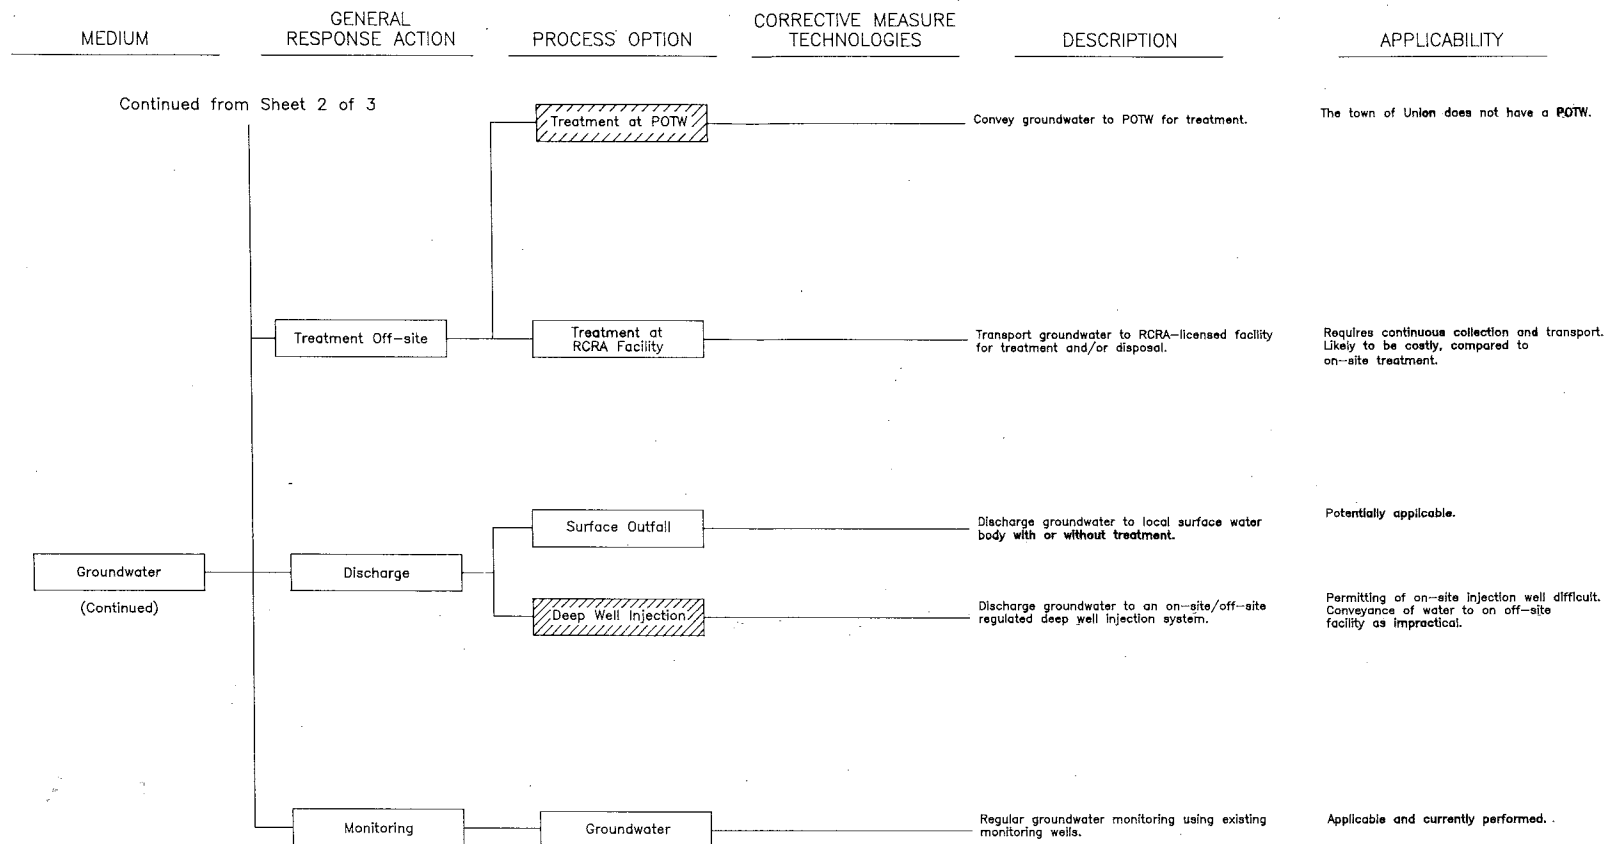 MEDIUM
GENERAL
RESPONSE ACTION
PROCESS OPTION
CORRECTIVE MEASURE
TECHNOLOGIES
DESCRIPTION
APPLICABILITY
Continued from Sheet 2 of 3
Treatment at POTW
Convey groundwater to POTW for treatment.
The town of Union does not have a POTW.
Treatment Off-site
Treatment at
RCRA Facility
Transport groundwater to RCRA-licensed facility
for treatment and/or disposal.
Requires continuous collection and transport.
Likely to be costly, compared to
on-site treatment.
Surface Outfall
Discharge groundwater to local surface water
body with or without treatment.
Potentially applicable.
Groundwater
(Continued)
Discharge
Deep Well Injection
Discharge groundwater to an on-site/off-site
regulated deep well injection system.
Permitting of on-site injection well difficult.
Conveyance of water to on off-site
facility as impractical.
Monitoring
Groundwater
Regular groundwater monitoring using existing
monitoring wells.
Applicable and currently performed.